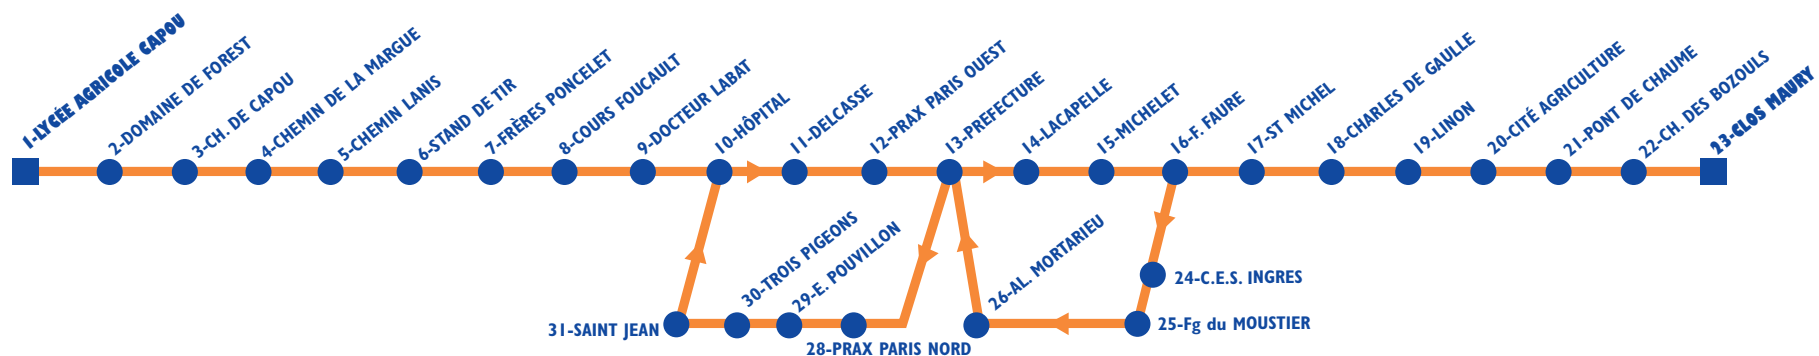 1-LYCÉE AGRICOLE CAPOU
2-DOMAINE DE FOREST
3-CH. DE CAPOU
4-CHEMIN DE LA MARGUE
5-CHEMIN LANIS
6-STAND DE TIR
7-FRÈRES PONCELET
8-COURS FOUCAULT
9-DOCTEUR LABAT
10-HÔPITAL
11-DELCASSE
12-PRAX PARIS OUEST
13-PREFECTURE
14-LACAPELLE
15-MICHELET
16-F. FAURE
17-ST MICHEL
18-CHARLES DE GAULLE
19-LINON
20-CITÉ AGRICULTURE
21-PONT DE CHAUME
22-CH. DES BOZOULS
23-CLOS MAURY
24-C.E.S. INGRES
25-Fg du MOUSTIER
26-AL. MORTARIEU
28-PRAX PARIS NORD
29-E. POUVILLON
30-TROIS PIGEONS
31-SAINT JEAN